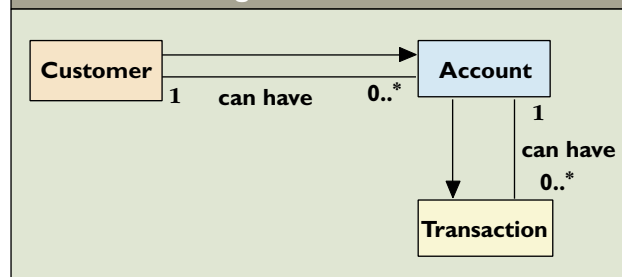 Customer
Account
1 can have 0..*
1
can have
0..*
Transaction